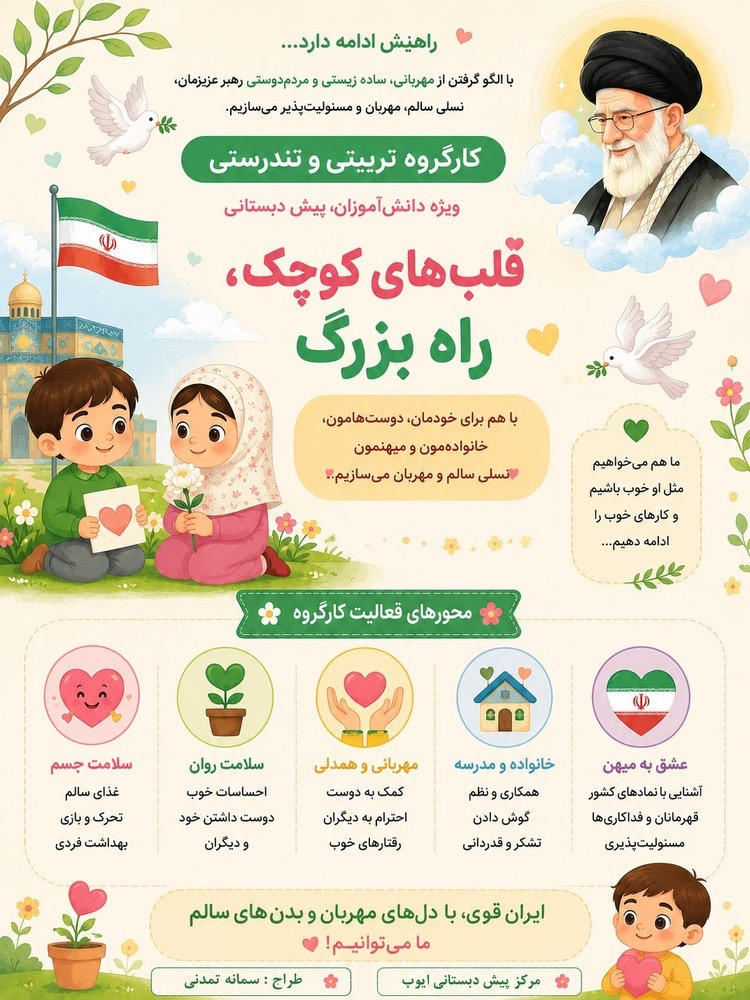 راهش ادامه دارد...
با الگو گرفتن از مهربانی، ساده زیستی و مردم‌دوستی رهبر عزیزمان،
نسلی سالم، مهربان و مسئولیت‌پذیر می‌سازیم.
کارگروه تربیتی و تندرستی
ویژه دانش‌آموزان، پیش دبستانی
قلب‌های کوچک،
راه بزرگ
با هم برای خودمان، دوست‌هامون،
خانواده‌مون و میهنمون
نسلی سالم و مهربان می‌سازیم..
ما هم می‌خواهیم
مثل او خوب باشیم
و کارهای خوب را
ادامه دهیم...
محورهای فعالیت کارگروه
عشق به میهن
آشنایی با نمادهای کشور
قهرمانان و فداکاری‌ها
مسئولیت‌پذیری
خانواده و مدرسه
همکاری و نظم
گوش دادن
تشکر و قدردانی
مهربانی و همدلی
کمک به دوست
احترام به دیگران
رفتارهای خوب
سلامت روان
احساسات خوب
دوست داشتن خود
و دیگران
سلامت جسم
غذای سالم
تحرک و بازی
بهداشت فردی
ایران قوی، با دل‌های مهربان و بدن‌های سالم
ما می‌توانیم!
مرکز پیش دبستانی ایوب
طراح : سمانه تمدنی